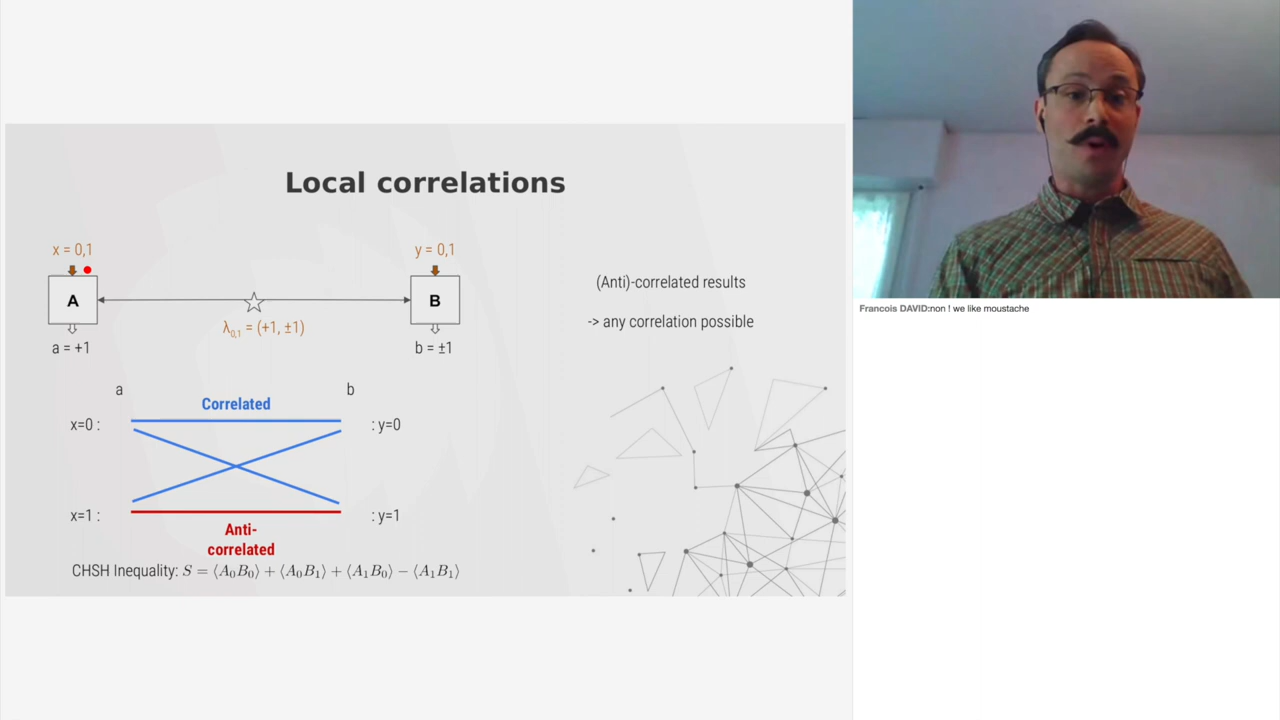 Local correlations
x = 0,1
y = 0,1
A
B
λ0,1 = (+1, ±1)
a = +1
b = ±1
(Anti)-correlated results
-> any correlation possible
a
b
Correlated
x=0 :
: y=0
x=1 :
: y=1
Anti-
correlated
CHSH Inequality: S = ⟨A₀B₀⟩ + ⟨A₀B₁⟩ + ⟨A₁B₀⟩ − ⟨A₁B₁⟩
Francois DAVID:non ! we like moustache